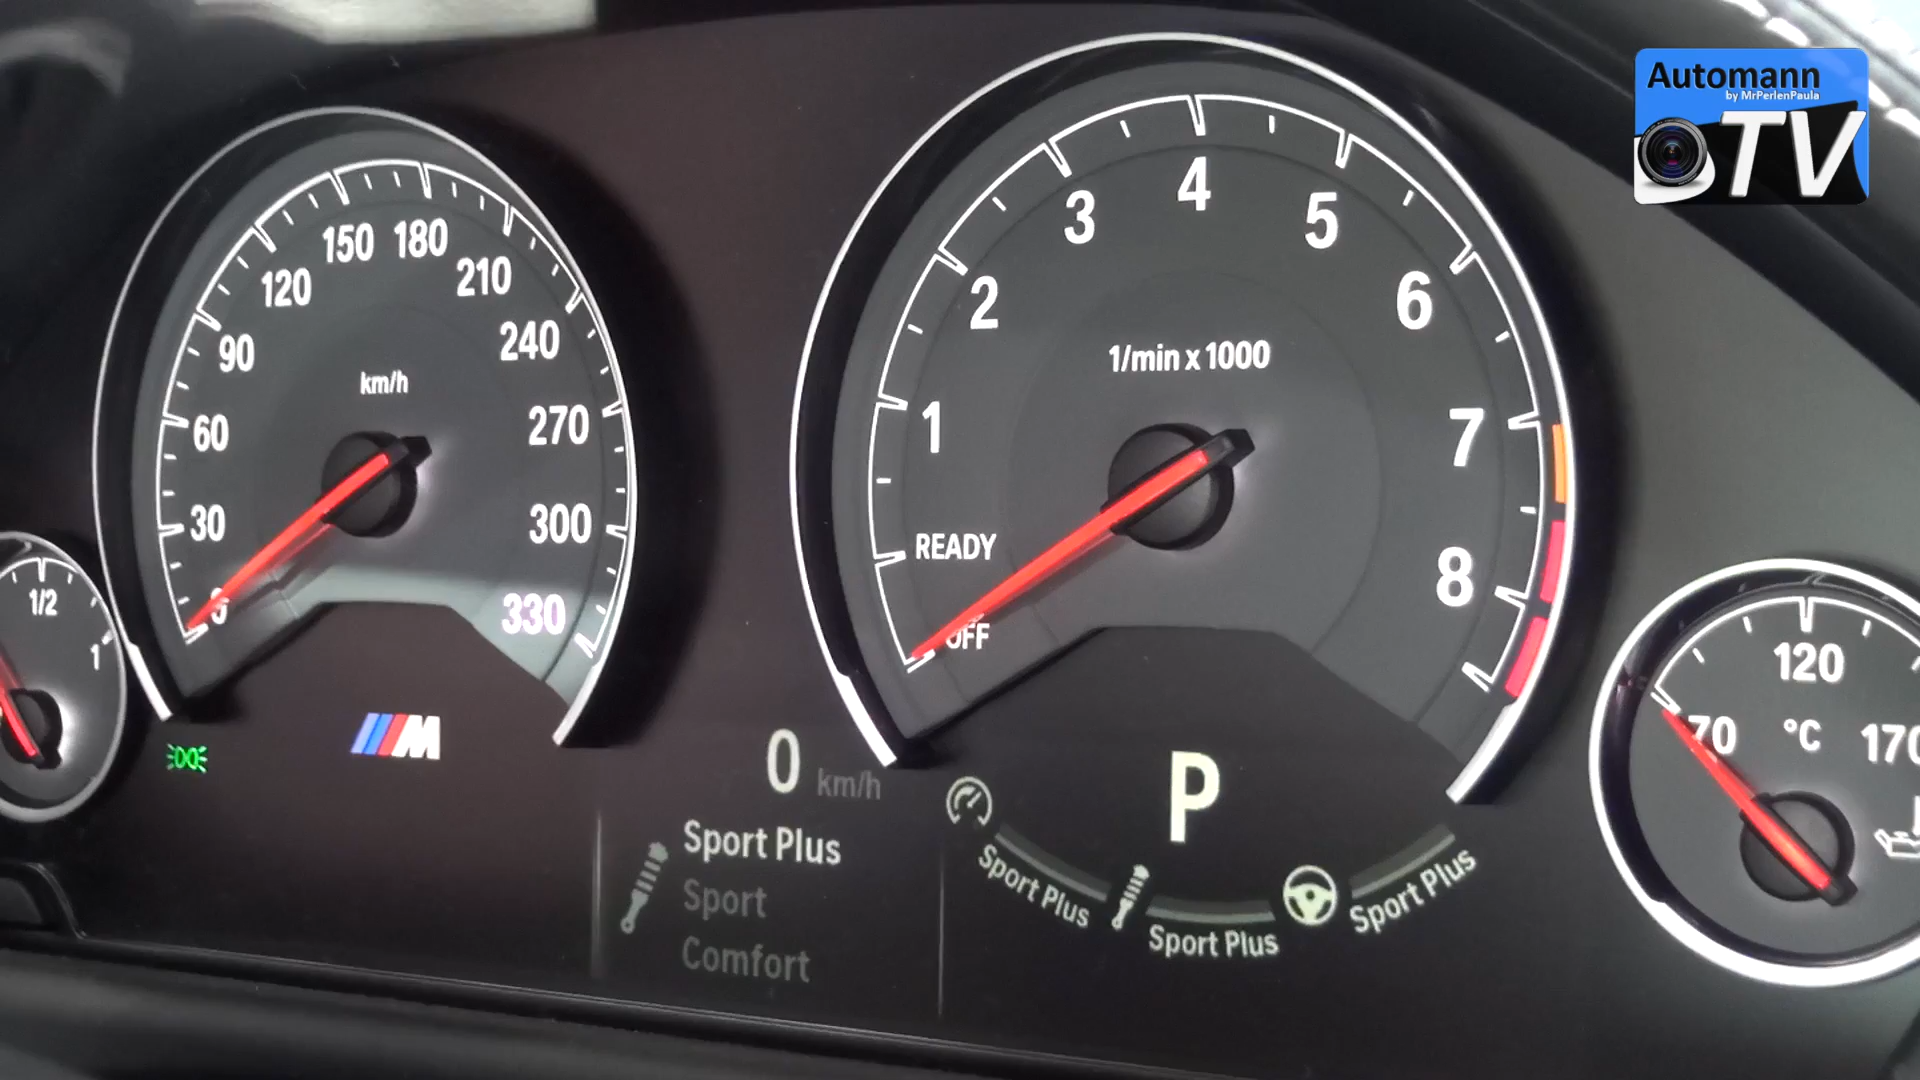 Automann
by MrPerlenPaula
TV
0
30
60
90
120
150
180
210
240
270
300
330
km/h
OFF
READY
1
2
3
4
5
6
7
8
1/min x 1000
1/2
1
70
120
170
°C
M
0 km/h
Sport Plus
Sport
Comfort
P
Sport Plus
Sport Plus
Sport Plus